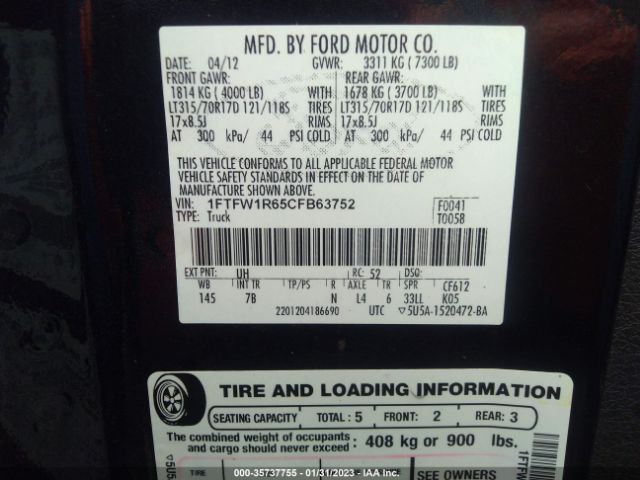 MFD. BY FORD MOTOR CO.
DATE: 04/12 GVWR: 3311 KG ( 7300 LB)
FRONT GAWR: REAR GAWR:
1814 KG ( 4000 LB) WITH 1678 KG ( 3700 LB) WITH
LT315/70R17D 121/118S TIRES LT315/70R17D 121/118S TIRES
17x8.5J RIMS 17x8.5J RIMS
AT 300 kPa/ 44 PSI COLD AT 300 kPa/ 44 PSI COLD
THIS VEHICLE CONFORMS TO ALL APPLICABLE FEDERAL MOTOR
VEHICLE SAFETY STANDARDS IN EFFECT ON THE DATE OF
MANUFACTURE SHOWN ABOVE.
VIN: 1FTFW1R65CFB63752 F0041
TYPE: Truck T0058
EXT PNT: UH RC: 52 DSO:
WB INT TR TP/PS R AXLE TR SPR CF612
145 7B N L4 6 33LL K05
2201204186690 UTC ▽5U5A-1520472-BA
TIRE AND LOADING INFORMATION
SEATING CAPACITY TOTAL : 5 FRONT: 2 REAR: 3
The combined weight of occupants
and cargo should never exceed : 408 kg or 900 lbs.
TIRE SEE OWNERS
▽5U5
1FTFW
© COPY - 35737755 - 01/31/2023 - IAA Inc.